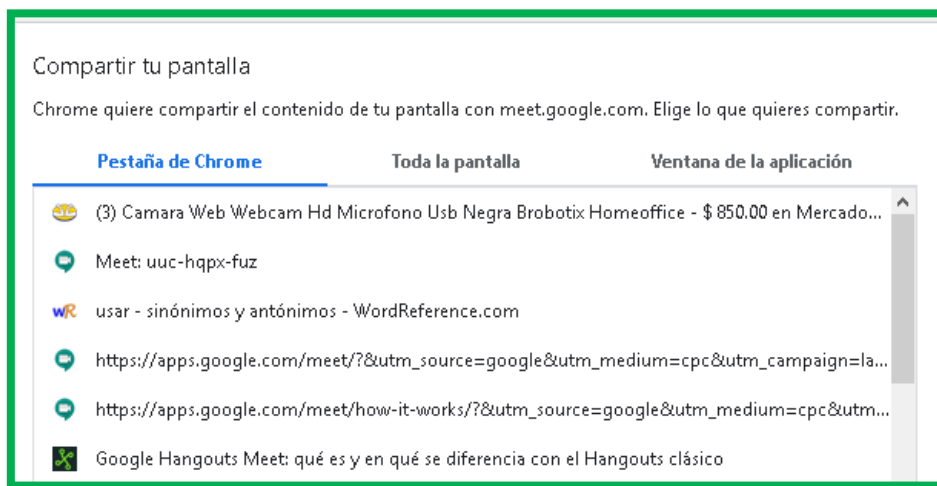 Compartir tu pantalla
Chrome quiere compartir el contenido de tu pantalla con meet.google.com. Elige lo que quieres compartir.
Pestaña de Chrome Toda la pantalla Ventana de la aplicación
(3) Camara Web Webcam Hd Microfono Usb Negra Brobotix Homeoffice - $ 850.00 en Mercado...
Meet: uuc-hqpx-fuz
wR usar - sinónimos y antónimos - WordReference.com
https://apps.google.com/meet/?&utm_source=google&utm_medium=cpc&utm_campaign=la...
https://apps.google.com/meet/how-it-works/?&utm_source=google&utm_medium=cpc&utm...
Google Hangouts Meet: qué es y en qué se diferencia con el Hangouts clásico